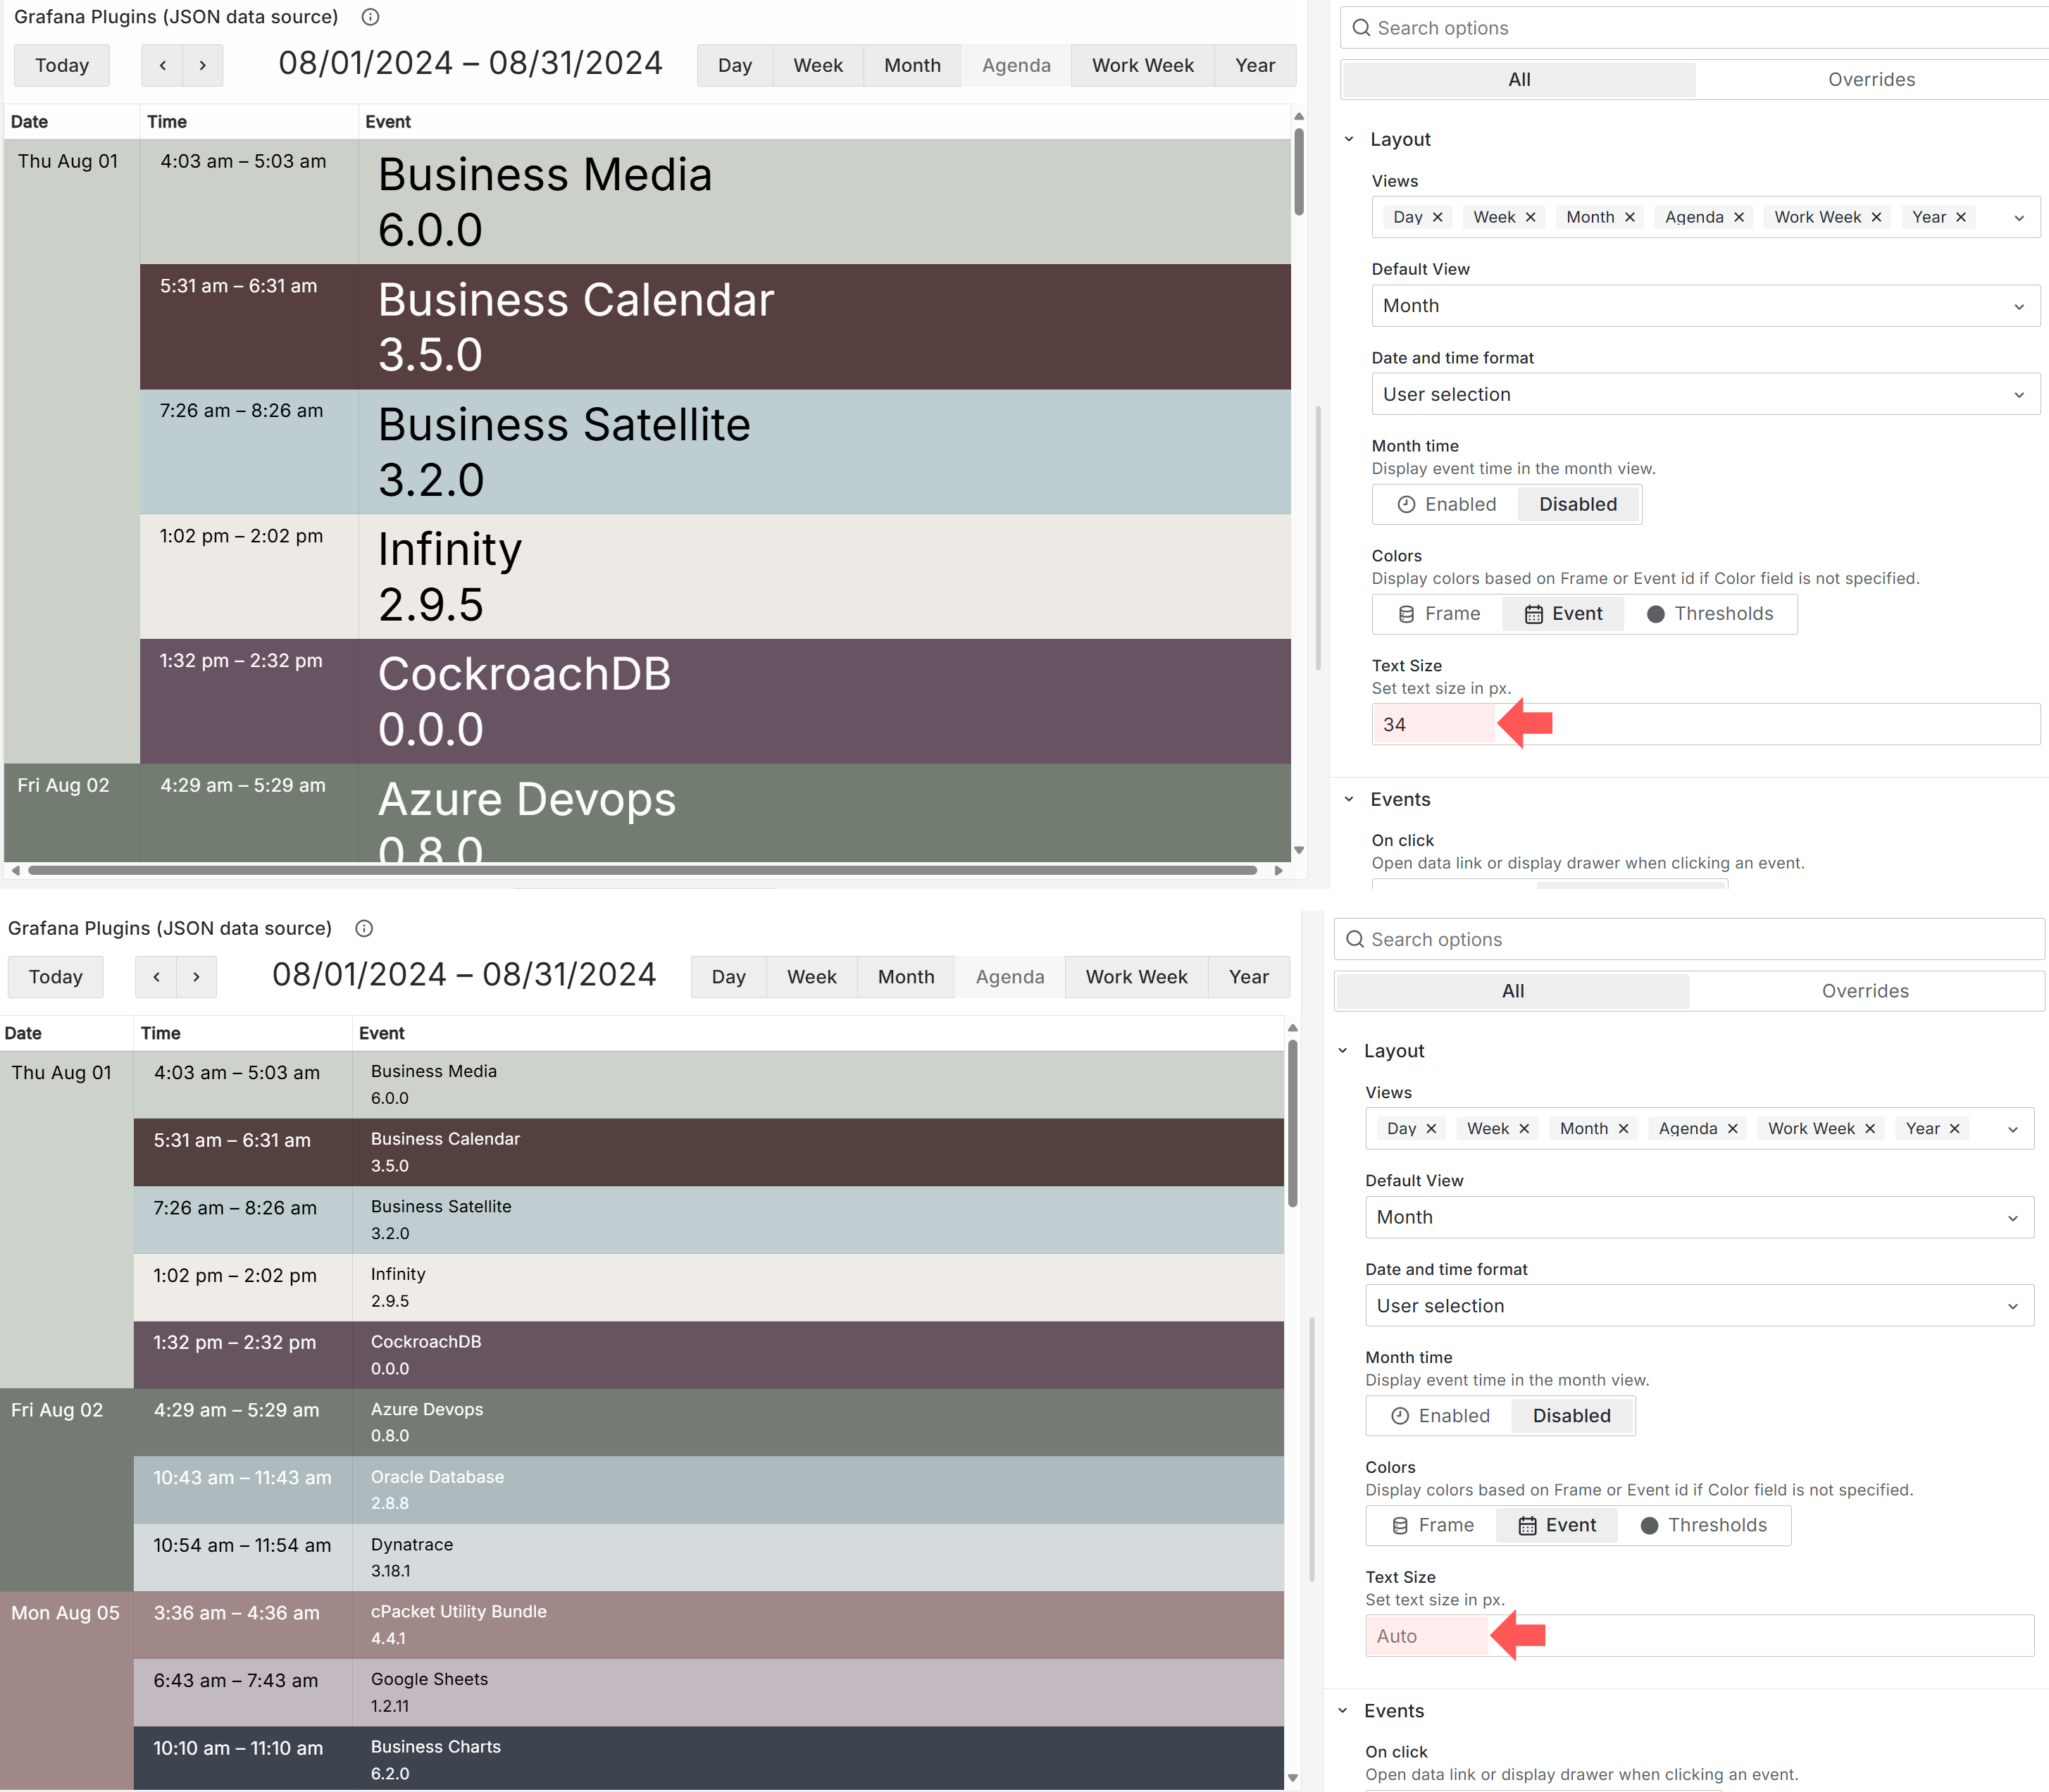 Grafana Plugins (JSON data source)
Today
08/01/2024 – 08/31/2024
Day Week Month Agenda Work Week Year
Date Time Event
Thu Aug 01 4:03 am – 5:03 am Business Media
6.0.0
5:31 am – 6:31 am Business Calendar
3.5.0
7:26 am – 8:26 am Business Satellite
3.2.0
1:02 pm – 2:02 pm Infinity
2.9.5
1:32 pm – 2:32 pm CockroachDB
0.0.0
Fri Aug 02 4:29 am – 5:29 am Azure Devops
0.8.0
Search options
All Overrides
Layout
Views
Day Week Month Agenda Work Week Year
Default View
Month
Date and time format
User selection
Month time
Display event time in the month view.
Enabled Disabled
Colors
Display colors based on Frame or Event id if Color field is not specified.
Frame Event Thresholds
Text Size
Set text size in px.
34
Events
On click
Open data link or display drawer when clicking an event.
Grafana Plugins (JSON data source)
Today
08/01/2024 – 08/31/2024
Day Week Month Agenda Work Week Year
Date Time Event
Thu Aug 01 4:03 am – 5:03 am Business Media
6.0.0
5:31 am – 6:31 am Business Calendar
3.5.0
7:26 am – 8:26 am Business Satellite
3.2.0
1:02 pm – 2:02 pm Infinity
2.9.5
1:32 pm – 2:32 pm CockroachDB
0.0.0
Fri Aug 02 4:29 am – 5:29 am Azure Devops
0.8.0
10:43 am – 11:43 am Oracle Database
2.8.8
10:54 am – 11:54 am Dynatrace
3.18.1
Mon Aug 05 3:36 am – 4:36 am cPacket Utility Bundle
4.4.1
6:43 am – 7:43 am Google Sheets
1.2.11
10:10 am – 11:10 am Business Charts
6.2.0
Search options
All Overrides
Layout
Views
Day Week Month Agenda Work Week Year
Default View
Month
Date and time format
User selection
Month time
Display event time in the month view.
Enabled Disabled
Colors
Display colors based on Frame or Event id if Color field is not specified.
Frame Event Thresholds
Text Size
Set text size in px.
Auto
Events
On click
Open data link or display drawer when clicking an event.